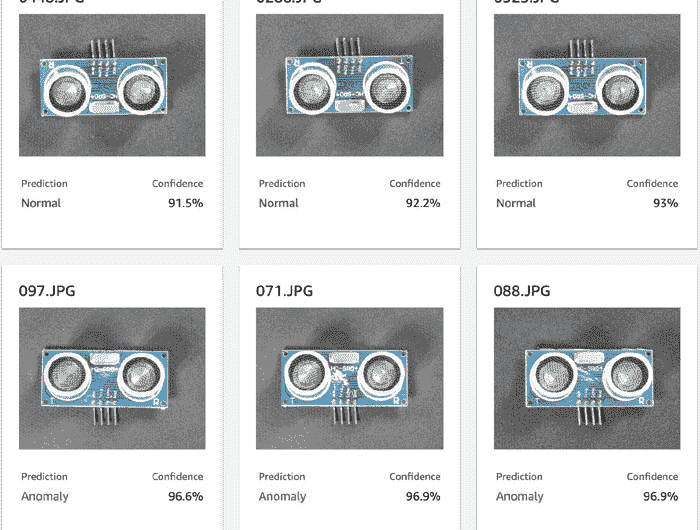 Prediction Confidence
Normal 91.5%
Prediction Confidence
Normal 92.2%
Prediction Confidence
Normal 93%
097.JPG
Prediction Confidence
Anomaly 96.6%
071.JPG
Prediction Confidence
Anomaly 96.9%
088.JPG
Prediction Confidence
Anomaly 96.9%